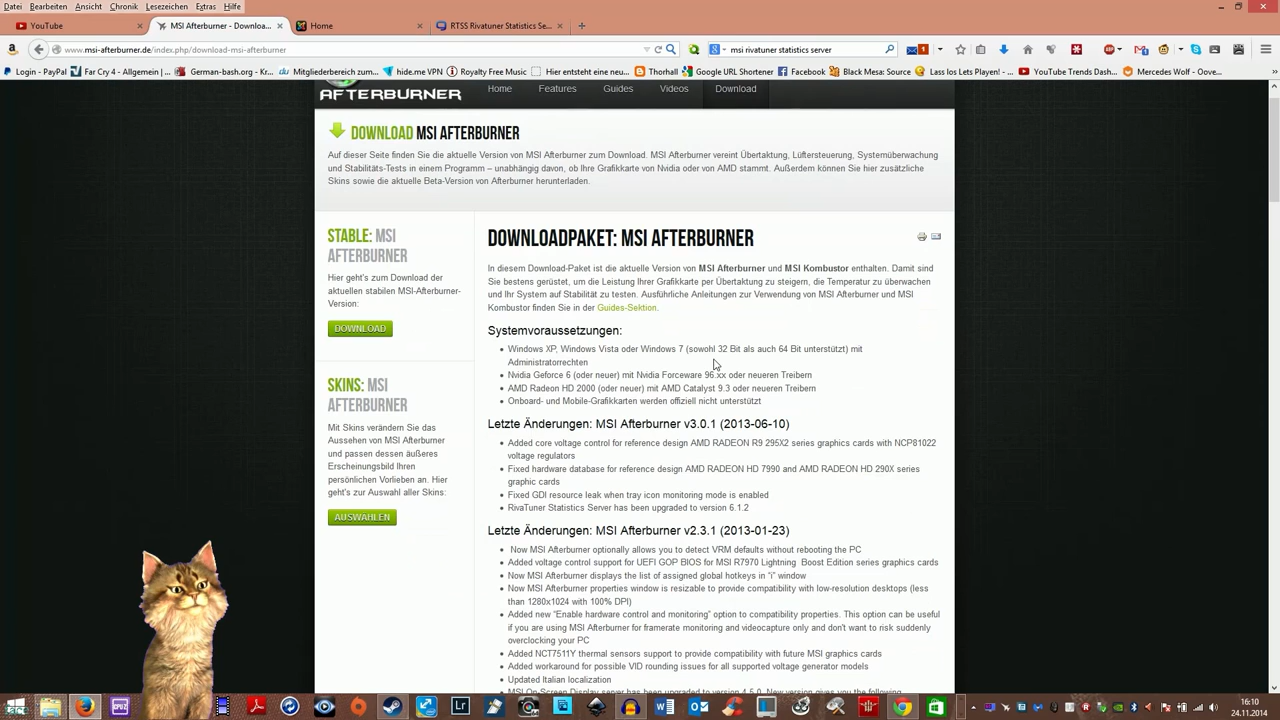 Datei Bearbeiten Ansicht Chronik Lesezeichen Extras Hilfe
YouTube
MSI Afterburner - Downloa...
Home
RTSS Rivatuner Statistics Se...
www.msi-afterburner.de/index.php/download-msi-afterburner
msi rivatuner statistics server
Login - PayPal
Far Cry 4 - Allgemein |...
German-bash.org - Kr...
Mitgliederbereich zum...
hide.me VPN
Royalty Free Music
Hier entsteht eine neu...
Thorhall
Google URL Shortener
Facebook
Black Mesa: Source
Lass los Lets Playen! -...
YouTube Trends Dash...
Mercedes Wolf - Oove...
AFTERBURNER
Home
Features
Guides
Videos
Download
DOWNLOAD MSI AFTERBURNER
Auf dieser Seite finden Sie die aktuelle Version von MSI Afterburner zum Download. MSI Afterburner vereint Übertaktung, Lüftersteuerung, Systemüberwachung
und Stabilitäts-Tests in einem Programm – unabhängig davon, ob Ihre Grafikkarte von Nvidia oder von AMD stammt. Außerdem können Sie hier zusätzliche
Skins sowie die aktuelle Beta-Version von Afterburner herunterladen.
STABLE: MSI
AFTERBURNER
Hier geht's zum Download der
aktuellen stabilen MSI-Afterburner-
Version:
DOWNLOAD
SKINS: MSI
AFTERBURNER
Mit Skins verändern Sie das
Aussehen von MSI Afterburner
und passen dessen äußeres
Erscheinungsbild Ihren
persönlichen Vorlieben an. Hier
geht's zur Auswahl aller Skins:
AUSWÄHLEN
DOWNLOADPAKET: MSI AFTERBURNER
In diesem Download-Paket ist die aktuelle Version von MSI Afterburner und MSI Kombustor enthalten. Damit sind
Sie bestens gerüstet, um die Leistung Ihrer Grafikkarte per Übertaktung zu steigern, die Temperatur zu überwachen
und Ihr System auf Stabilität zu testen. Ausführliche Anleitungen zur Verwendung von MSI Afterburner und MSI
Kombustor finden Sie in der Guides-Sektion.
Systemvoraussetzungen:
Windows XP, Windows Vista oder Windows 7 (sowohl 32 Bit als auch 64 Bit unterstützt) mit
Administratorrechten
Nvidia Geforce 6 (oder neuer) mit Nvidia Forceware 96.xx oder neueren Treibern
AMD Radeon HD 2000 (oder neuer) mit AMD Catalyst 9.3 oder neueren Treibern
Onboard- und Mobile-Grafikkarten werden offiziell nicht unterstützt
Letzte Änderungen: MSI Afterburner v3.0.1 (2013-06-10)
Added core voltage control for reference design AMD RADEON R9 295X2 series graphics cards with NCP81022
voltage regulators
Fixed hardware database for reference design AMD RADEON HD 7990 and AMD RADEON HD 290X series
graphic cards
Fixed GDI resource leak when tray icon monitoring mode is enabled
RivaTuner Statistics Server has been upgraded to version 6.1.2
Letzte Änderungen: MSI Afterburner v2.3.1 (2013-01-23)
Now MSI Afterburner optionally allows you to detect VRM defaults without rebooting the PC
Added voltage control support for UEFI GOP BIOS for MSI R7970 Lightning Boost Edition series graphics cards
Now MSI Afterburner displays the list of assigned global hotkeys in "i" window
Now MSI Afterburner properties window is resizable to provide compatibility with low-resolution desktops (less
than 1280x1024 with 100% DPI)
Added new "Enable hardware control and monitoring" option to compatibility properties. This option can be useful
if you are using MSI Afterburner for framerate monitoring and videocapture only and don't want to risk suddenly
overclocking your PC
Added NCT7511Y thermal sensors support to provide compatibility with future MSI graphics cards
Added workaround for possible VID rounding issues for all supported voltage generator models
Updated Italian localization
MSI On-Screen Display server has been upgraded to version 4.5.0. New version gives you the following
16:10
24.11.2014